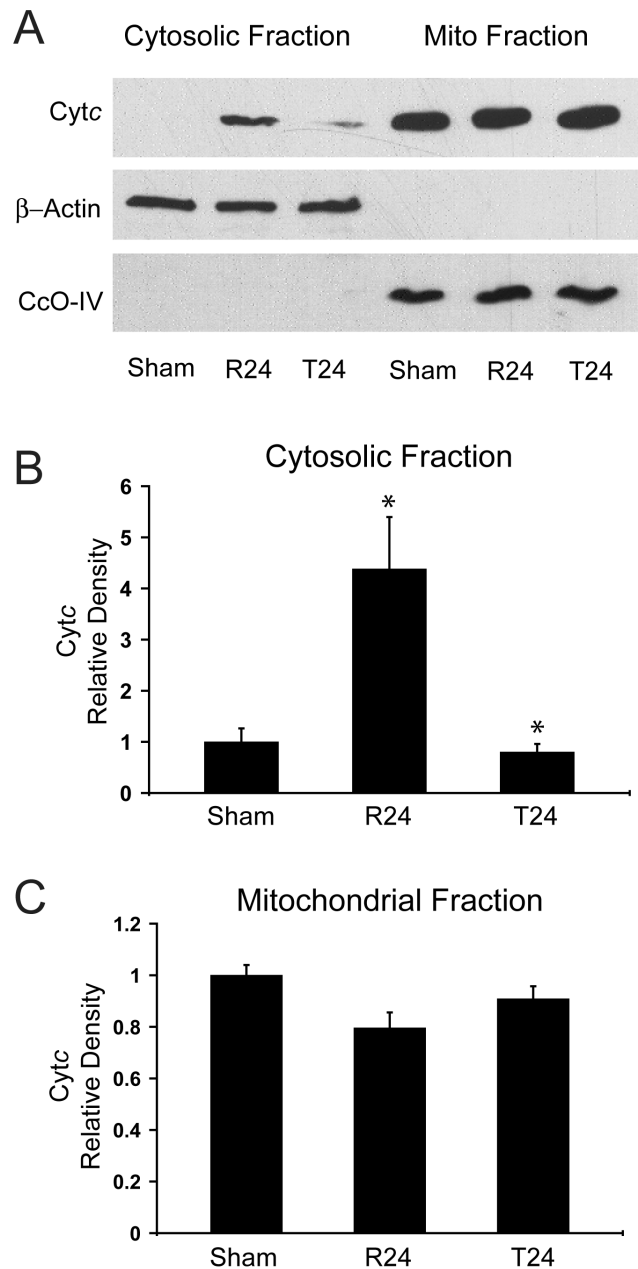 A
Cytosolic Fraction Mito Fraction
Cytc
β–Actin
CcO-IV
Sham R24 T24 Sham R24 T24
B
Cytosolic Fraction
Cytc
Relative Density
6
5
4
3
2
1
0
*
*
Sham R24 T24
C
Mitochondrial Fraction
Cytc
Relative Density
1.2
1
0.8
0.6
0.4
0.2
0
Sham R24 T24